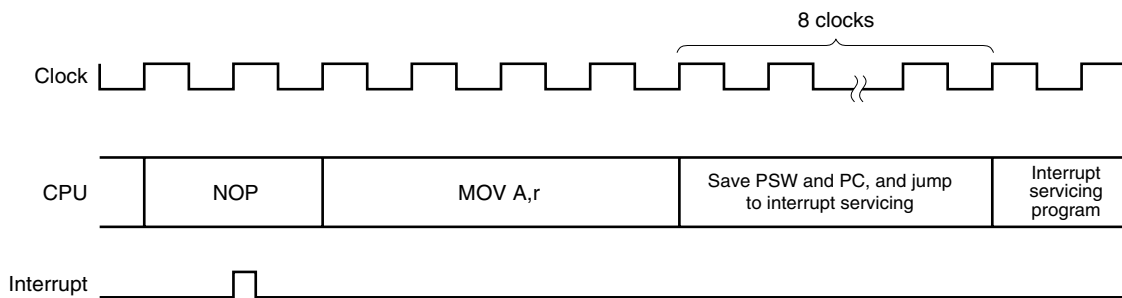 8 clocks
Clock
CPU
NOP
MOV A,r
Save PSW and PC, and jump
to interrupt servicing
Interrupt
servicing
program
Interrupt